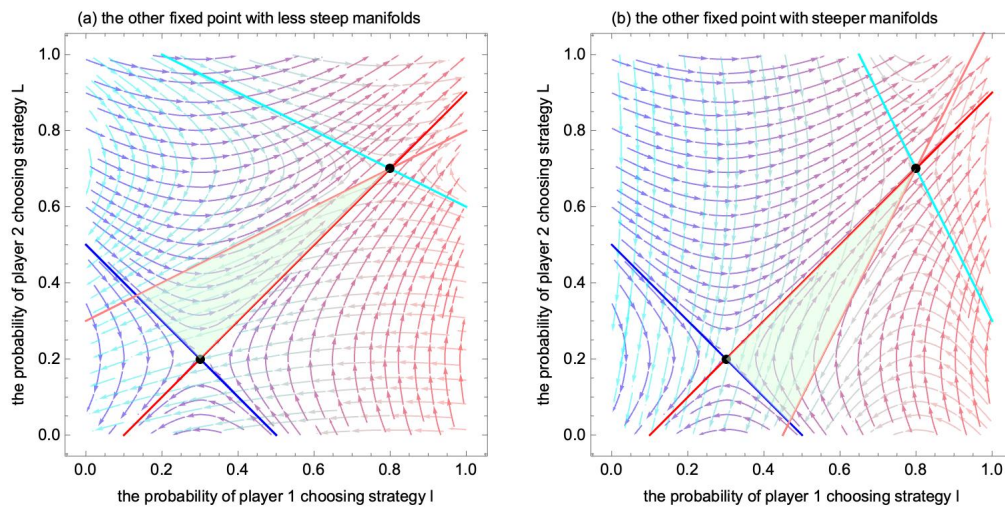 (a) the other fixed point with less steep manifolds
1.0
0.8
0.6
0.4
0.2
0.0
the probability of player 2 choosing strategy L
0.0 0.2 0.4 0.6 0.8 1.0
the probability of player 1 choosing strategy l
(b) the other fixed point with steeper manifolds
1.0
0.8
0.6
0.4
0.2
0.0
the probability of player 2 choosing strategy L
0.0 0.2 0.4 0.6 0.8 1.0
the probability of player 1 choosing strategy l